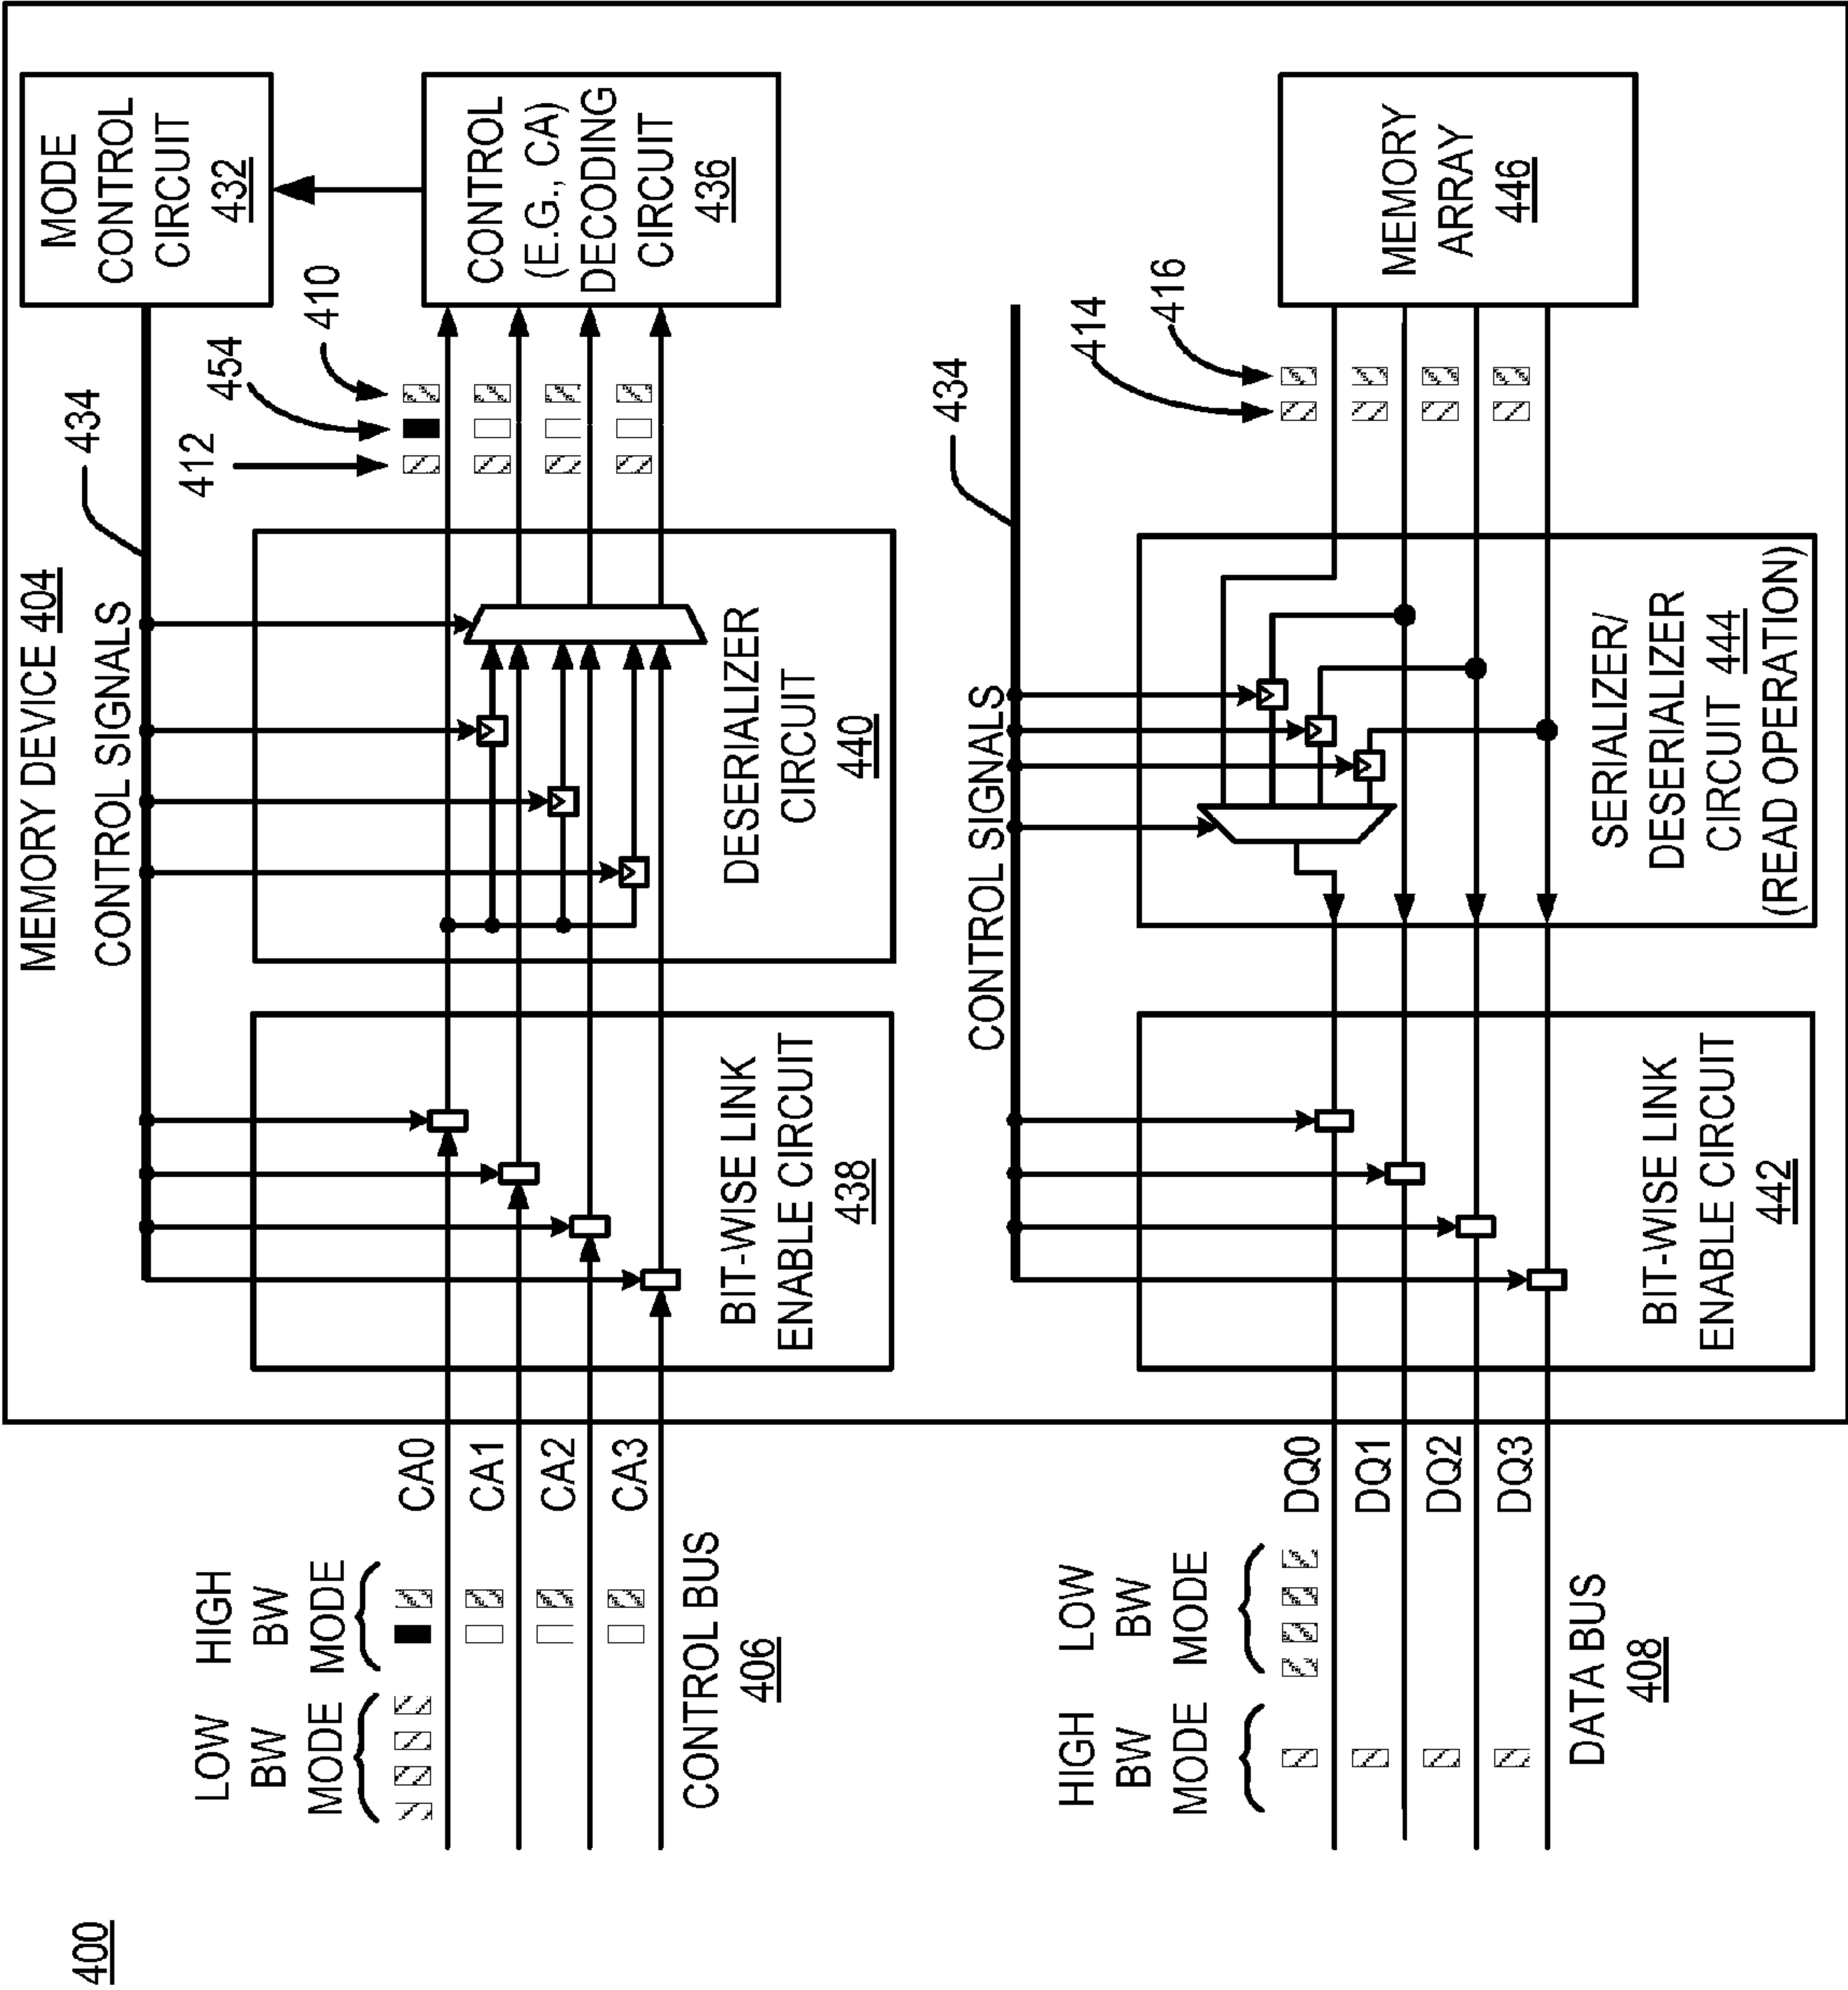 400
MEMORY DEVICE 404
CONTROL SIGNALS
434
MODE
CONTROL
CIRCUIT
432
LOW
BW
MODE
HIGH
BW
MODE
CA0
CA1
CA2
CA3
CONTROL BUS
406
BIT-WISE LINK
ENABLE CIRCUIT
438
DESERIALIZER
CIRCUIT
440
412
454
410
CONTROL
(E.G., CA)
DECODING
CIRCUIT
436
CONTROL SIGNALS
434
HIGH
BW
MODE
LOW
BW
MODE
DQ0
DQ1
DQ2
DQ3
DATA BUS
408
BIT-WISE LINK
ENABLE CIRCUIT
442
SERIALIZER/
DESERIALIZER
CIRCUIT 444
(READ OPERATION)
414
416
MEMORY
ARRAY
446